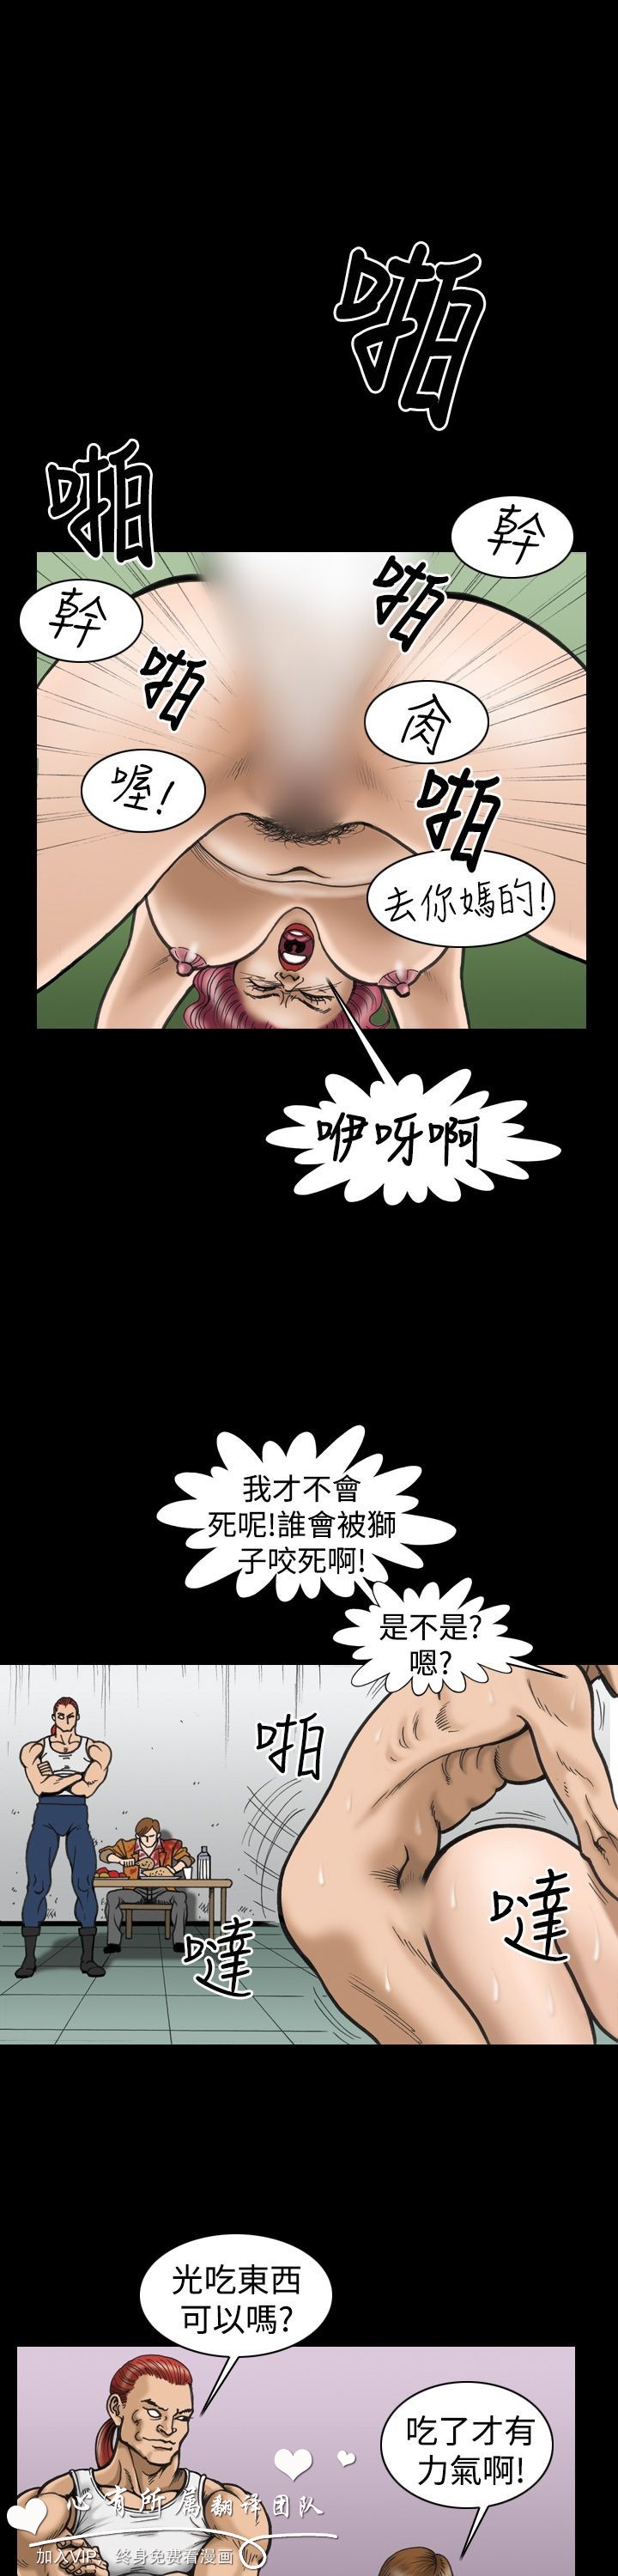 啪
啪
幹
幹
啪
啪
肉
喔!
啪
去你媽的!
咿呀啊
我才不會
死呢!誰會被獅
子咬死啊!
是不是?
嗯?
啪
噠
噠
光吃東西
可以嗎?
吃了才有
力氣啊!
心有所属翻译团队
加入VIP，终身免费看漫画